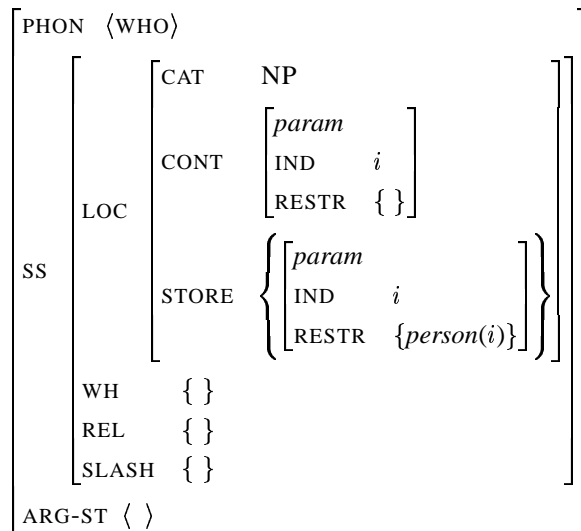 PHON ⟨WHO⟩
CAT NP
param
CONT IND i
RESTR { }
LOC
param
SS
STORE { IND i }
RESTR {person(i)}
WH { }
REL { }
SLASH { }
ARG-ST ⟨ ⟩